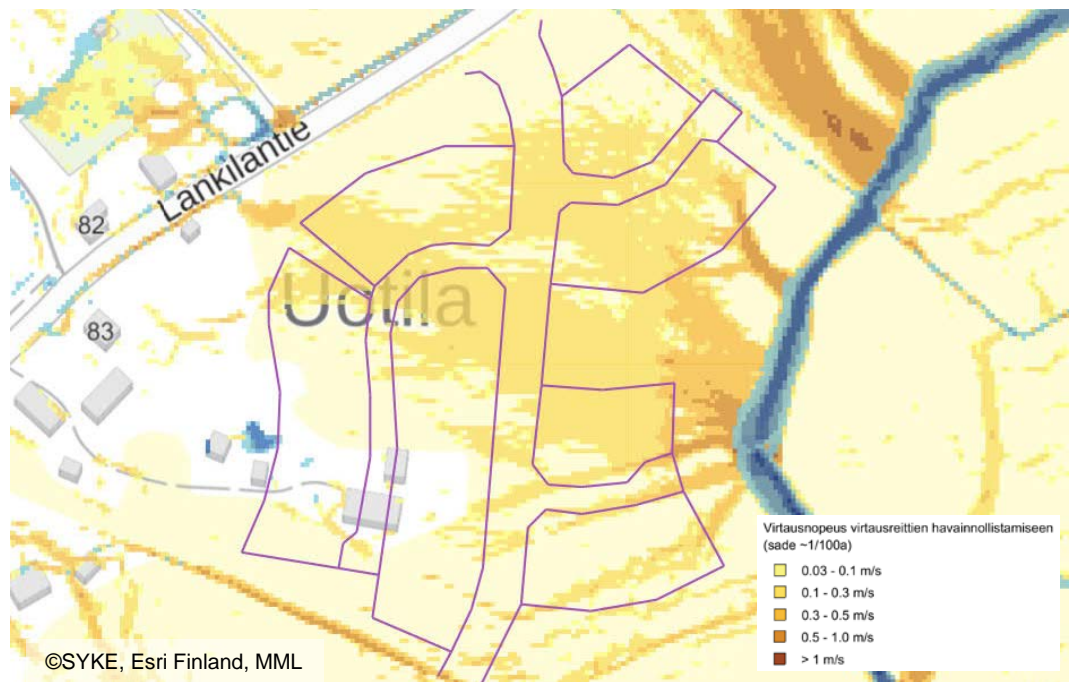 Lankilantie
82
Uotila
83
Virtausnopeus virtausreittien havainnollistamiseen
(sade ~1/100a)
0.03 - 0.1 m/s
0.1 - 0.3 m/s
0.3 - 0.5 m/s
0.5 - 1.0 m/s
> 1 m/s
©SYKE, Esri Finland, MML